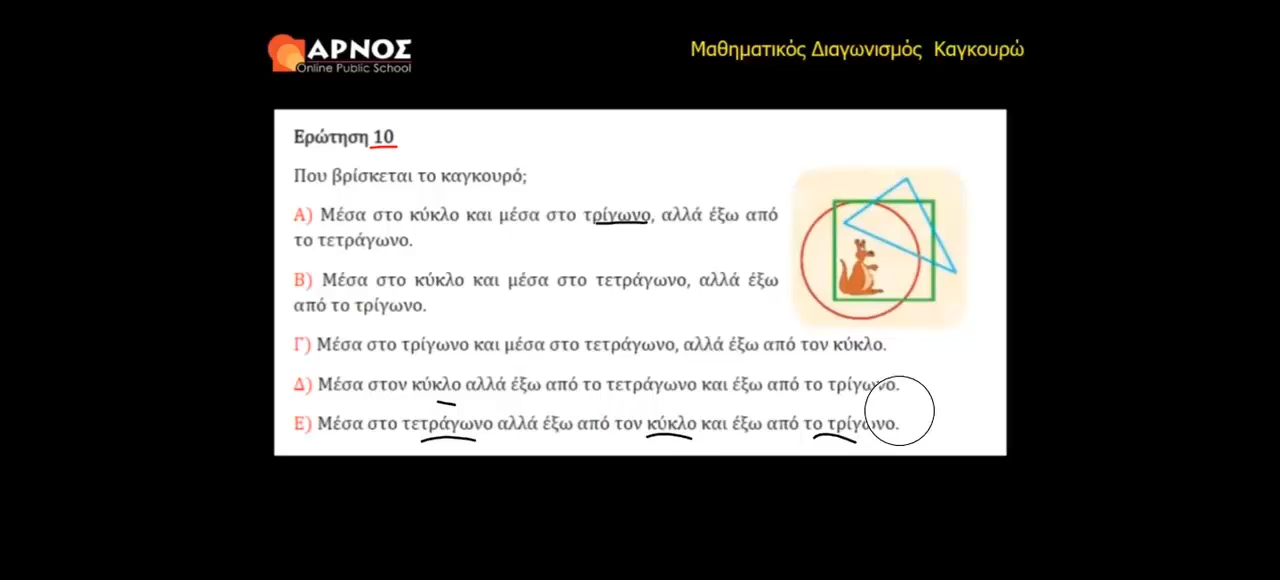 ΑΡΝΟΣ
Online Public School
Μαθηματικός Διαγωνισμός Καγκουρώ
Ερώτηση 10
Που βρίσκεται το καγκουρό;
Α) Μέσα στο κύκλο και μέσα στο τρίγωνο, αλλά έξω από
το τετράγωνο.
Β) Μέσα στο κύκλο και μέσα στο τετράγωνο, αλλά έξω
από το τρίγωνο.
Γ) Μέσα στο τρίγωνο και μέσα στο τετράγωνο, αλλά έξω από τον κύκλο.
Δ) Μέσα στον κύκλο αλλά έξω από το τετράγωνο και έξω από το τρίγωνο.
Ε) Μέσα στο τετράγωνο αλλά έξω από τον κύκλο και έξω από το τρίγωνο.